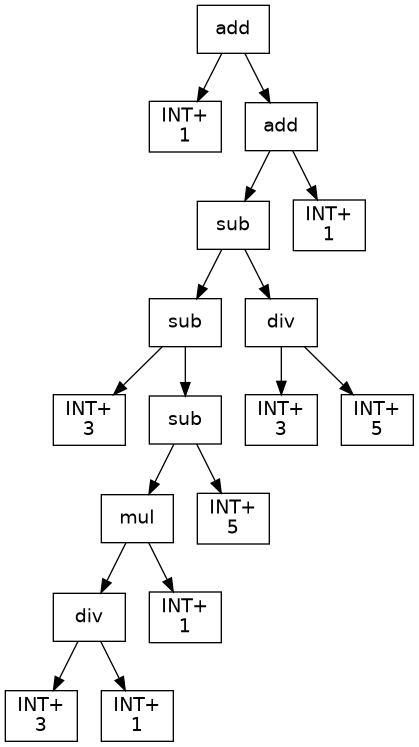 add
INT+
1
add
sub
INT+
1
sub
div
INT+
3
sub
INT+
3
INT+
5
mul
INT+
5
div
INT+
1
INT+
3
INT+
1